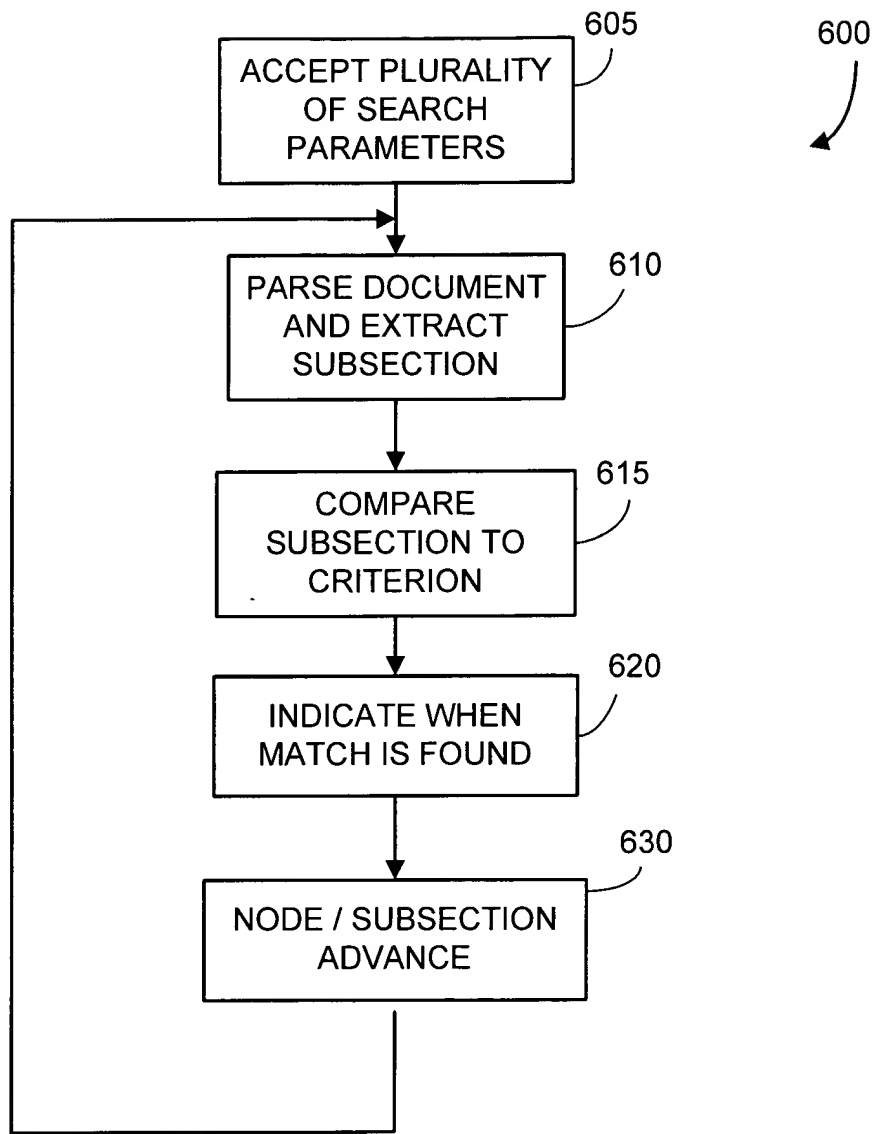 605
600
ACCEPT PLURALITY
OF SEARCH
PARAMETERS
610
PARSE DOCUMENT
AND EXTRACT
SUBSECTION
615
COMPARE
SUBSECTION TO
CRITERION
620
INDICATE WHEN
MATCH IS FOUND
630
NODE / SUBSECTION
ADVANCE